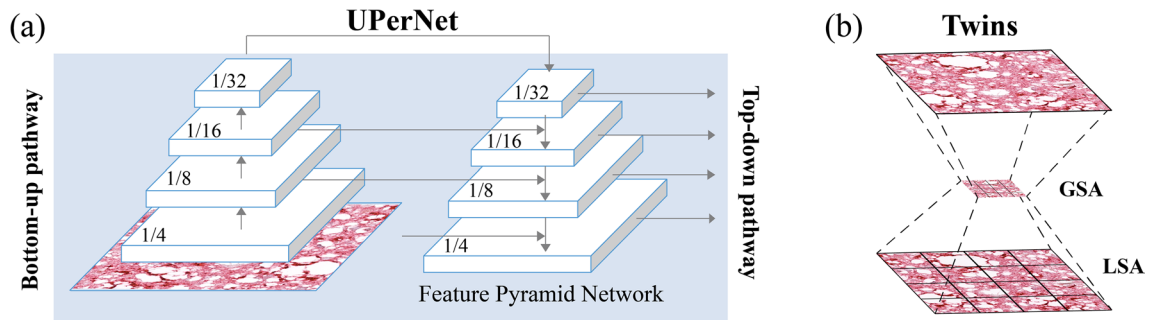 (a)
UPerNet
Bottom-up pathway
1/32
1/16
1/8
1/4
1/32
1/16
1/8
1/4
Feature Pyramid Network
Top-down pathway
(b)
Twins
GSA
LSA